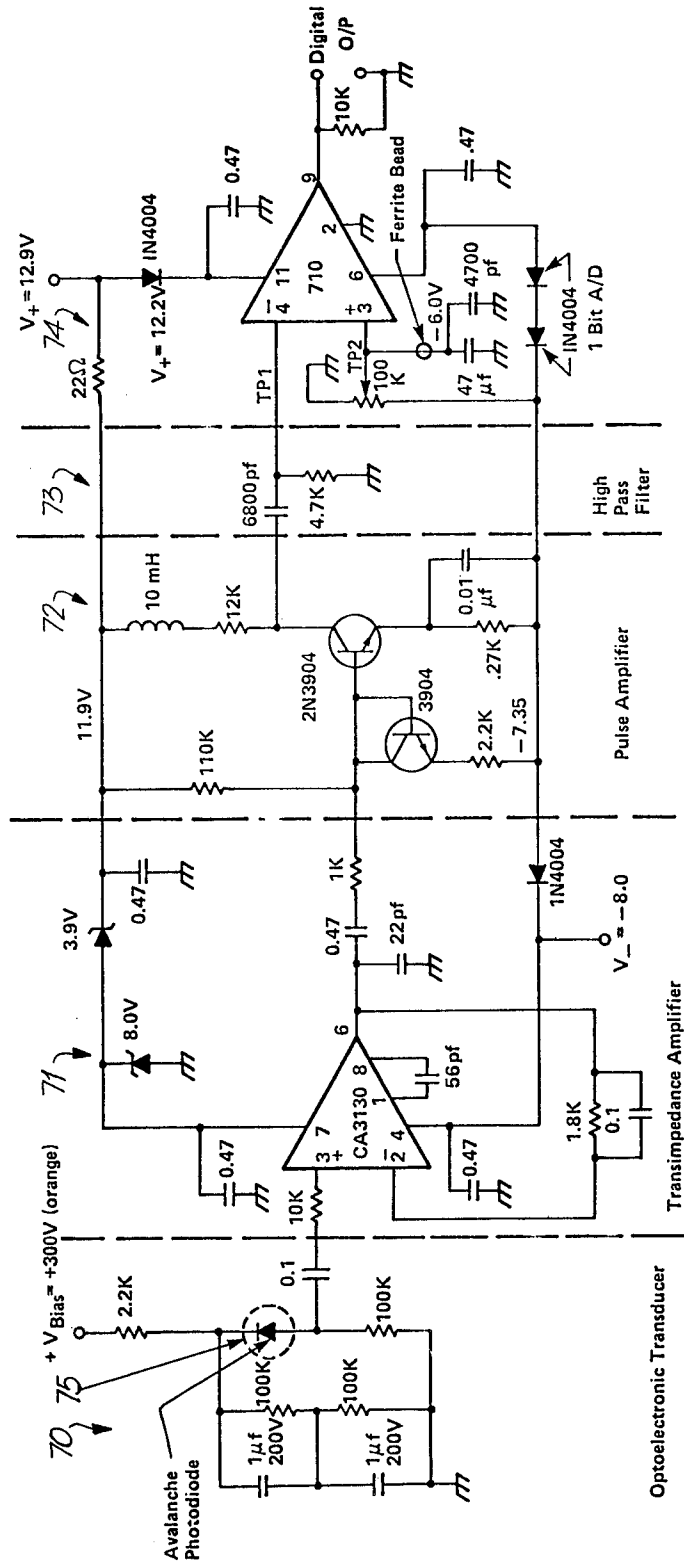 70
75
+ VBias = +300V (orange)
2.2K
Avalanche
Photodiode
100K
1µf
200V
100K
1µf
200V
100K
0.1
Optoelectronic Transducer
71
8.0V
3.9V
0.47
0.47
10K
3+
7
CA3130
6
8
1
56pf
4
–
2
0.47
22pf
0.47
1K
1.8K
0.1
1N4004
V– = –8.0
Transimpedance Amplifier
72
11.9V
10 mH
12K
110K
2N3904
3904
2.2K
–7.35
.27K
0.01
µf
Pulse Amplifier
73
6800pf
4.7K
High
Pass
Filter
74
V+ = 12.9V
22Ω
V+ = 12.2V
IN4004
0.47
TP1
–
4
11
710
9
2
+
3
6
TP2
100
K
–6.0V
Ferrite Bead
47
µf
4700
pf
.47
IN4004
1 Bit A/D
10K
Digital
O/P